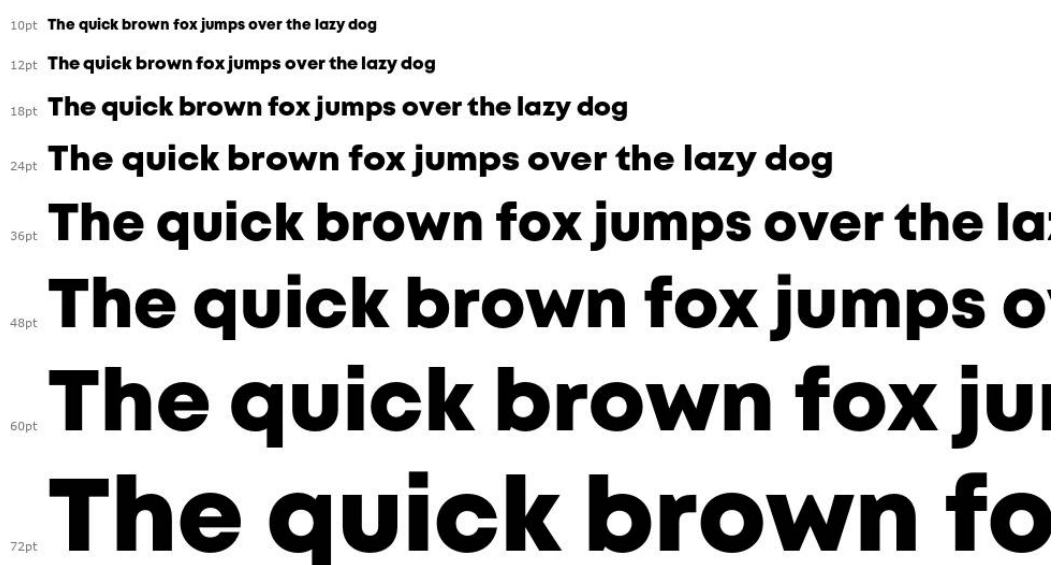 10pt The quick brown fox jumps over the lazy dog
12pt The quick brown fox jumps over the lazy dog
18pt The quick brown fox jumps over the lazy dog
24pt The quick brown fox jumps over the lazy dog
36pt The quick brown fox jumps over the la
48pt The quick brown fox jumps o
60pt The quick brown fox ju
72pt The quick brown fo